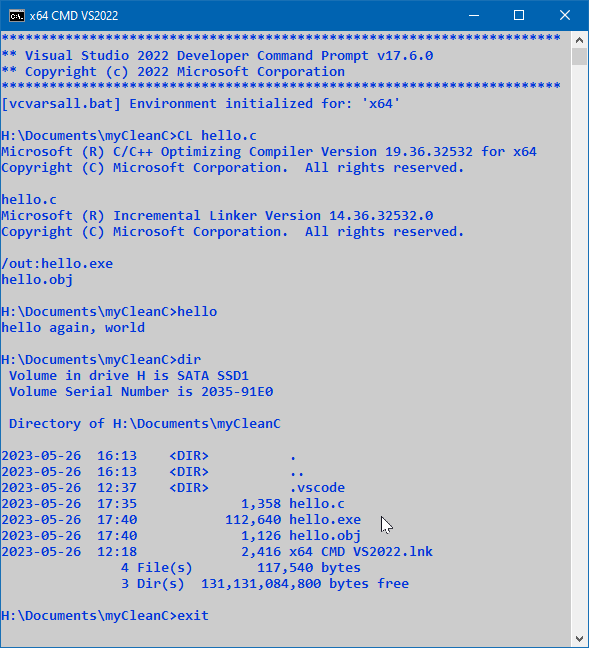 x64 CMD VS2022
**********************************************************************
** Visual Studio 2022 Developer Command Prompt v17.6.0
** Copyright (c) 2022 Microsoft Corporation
**********************************************************************
[vcvarsall.bat] Environment initialized for: 'x64'
H:\Documents\myCleanC>CL hello.c
Microsoft (R) C/C++ Optimizing Compiler Version 19.36.32532 for x64
Copyright (C) Microsoft Corporation.  All rights reserved.
hello.c
Microsoft (R) Incremental Linker Version 14.36.32532.0
Copyright (C) Microsoft Corporation.  All rights reserved.
/out:hello.exe
hello.obj
H:\Documents\myCleanC>hello
hello again, world
H:\Documents\myCleanC>dir
 Volume in drive H is SATA SSD1
 Volume Serial Number is 2035-91E0
 Directory of H:\Documents\myCleanC
2023-05-26  16:13    <DIR>          .
2023-05-26  16:13    <DIR>          ..
2023-05-26  12:37    <DIR>          .vscode
2023-05-26  17:35             1,358 hello.c
2023-05-26  17:40           112,640 hello.exe
2023-05-26  17:40             1,126 hello.obj
2023-05-26  12:18             2,416 x64 CMD VS2022.lnk
               4 File(s)        117,540 bytes
               3 Dir(s)  131,131,084,800 bytes free
H:\Documents\myCleanC>exit